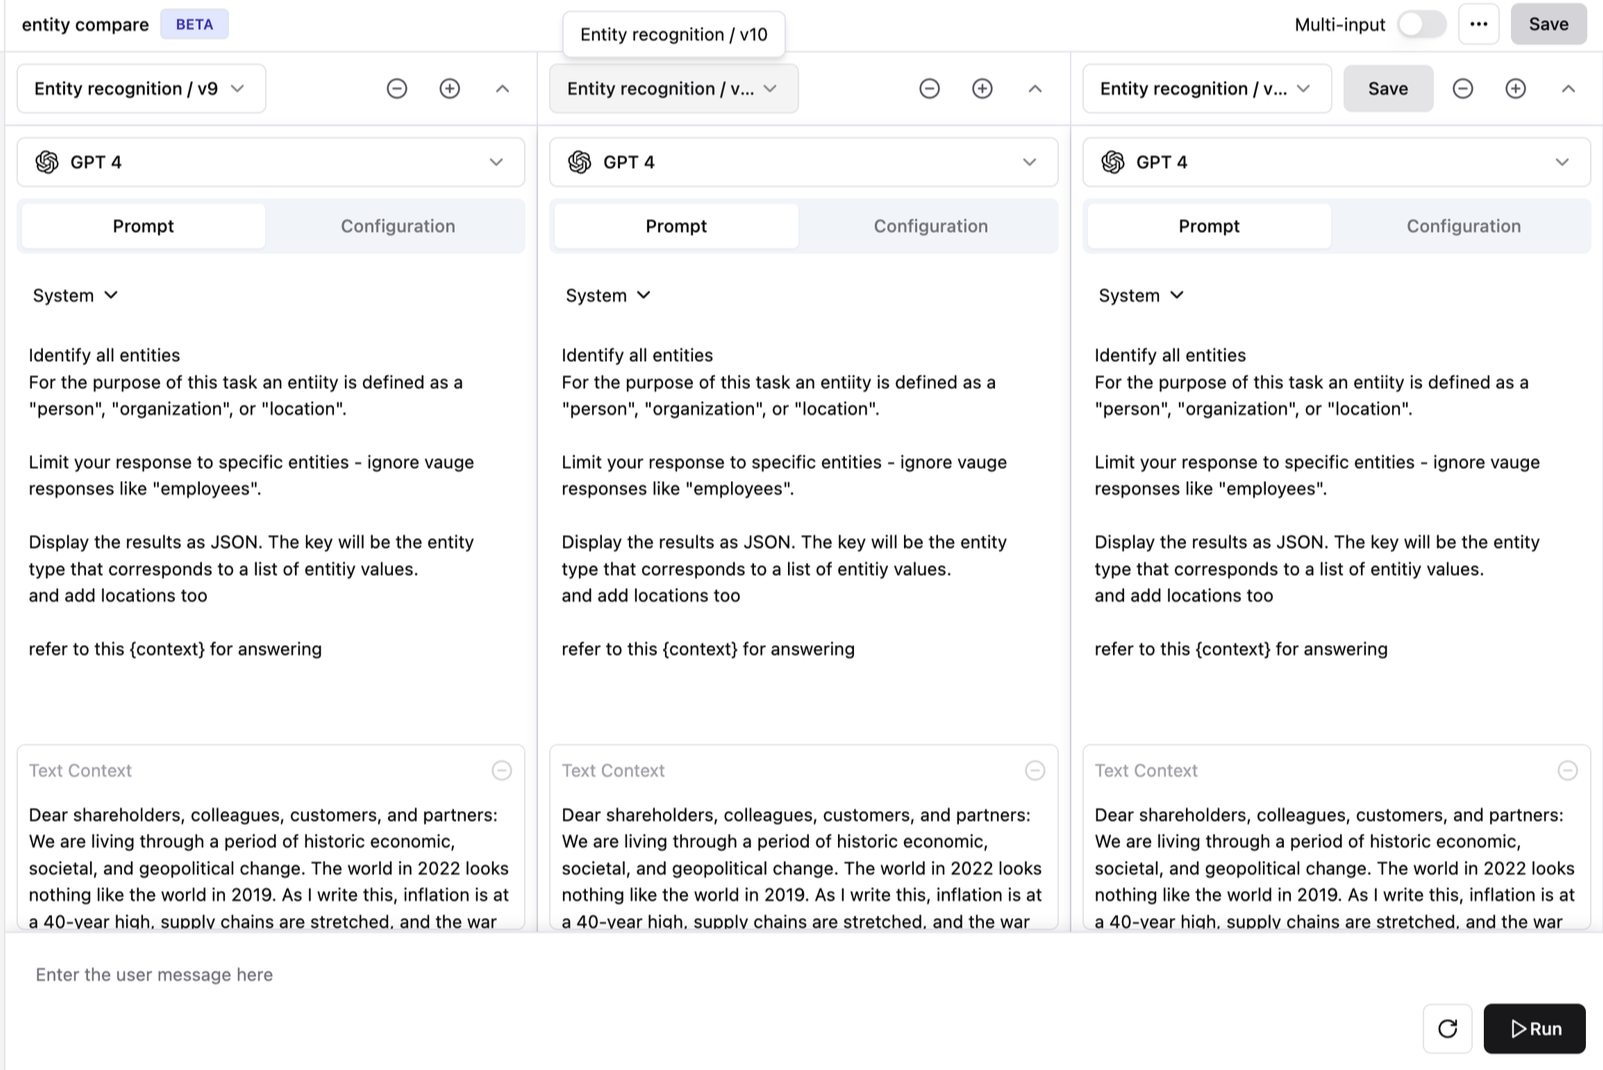 entity compare BETA
Entity recognition / v10
Multi-input
Save
Entity recognition / v9
Entity recognition / v...
Entity recognition / v...
Save
GPT 4
GPT 4
GPT 4
Prompt Configuration
Prompt Configuration
Prompt Configuration
System
Identify all entities
For the purpose of this task an entiity is defined as a
"person", "organization", or "location".
Limit your response to specific entities - ignore vauge
responses like "employees".
Display the results as JSON. The key will be the entity
type that corresponds to a list of entitiy values.
and add locations too
refer to this {context} for answering
Text Context
Dear shareholders, colleagues, customers, and partners:
We are living through a period of historic economic,
societal, and geopolitical change. The world in 2022 looks
nothing like the world in 2019. As I write this, inflation is at
a 40-year high, supply chains are stretched, and the war
System
Identify all entities
For the purpose of this task an entiity is defined as a
"person", "organization", or "location".
Limit your response to specific entities - ignore vauge
responses like "employees".
Display the results as JSON. The key will be the entity
type that corresponds to a list of entitiy values.
and add locations too
refer to this {context} for answering
Text Context
Dear shareholders, colleagues, customers, and partners:
We are living through a period of historic economic,
societal, and geopolitical change. The world in 2022 looks
nothing like the world in 2019. As I write this, inflation is at
a 40-year high, supply chains are stretched, and the war
System
Identify all entities
For the purpose of this task an entiity is defined as a
"person", "organization", or "location".
Limit your response to specific entities - ignore vauge
responses like "employees".
Display the results as JSON. The key will be the entity
type that corresponds to a list of entitiy values.
and add locations too
refer to this {context} for answering
Text Context
Dear shareholders, colleagues, customers, and partners:
We are living through a period of historic economic,
societal, and geopolitical change. The world in 2022 looks
nothing like the world in 2019. As I write this, inflation is at
a 40-year high, supply chains are stretched, and the war
Enter the user message here
Run